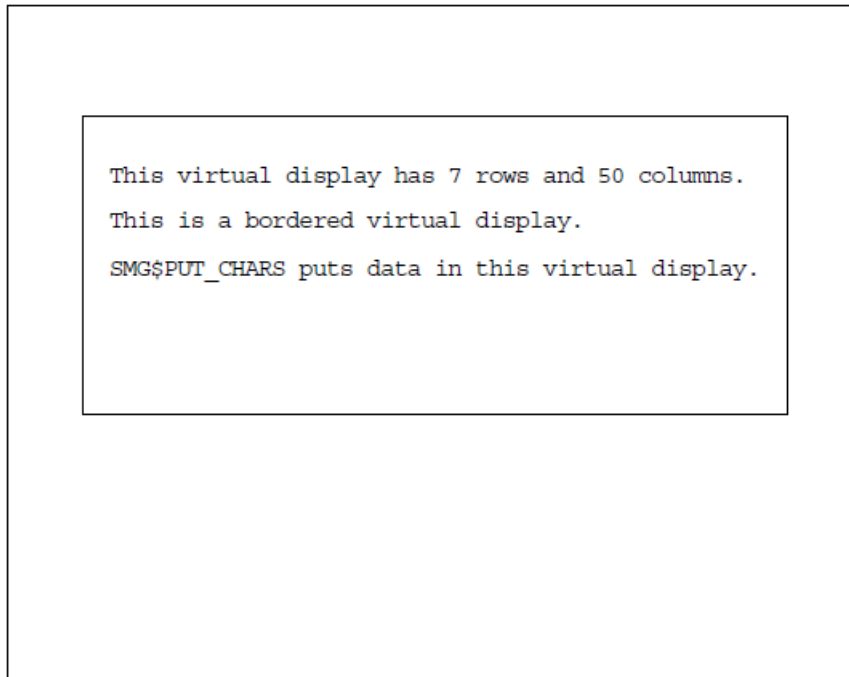 This virtual display has 7 rows and 50 columns.
This is a bordered virtual display.
SMG$PUT_CHARS puts data in this virtual display.